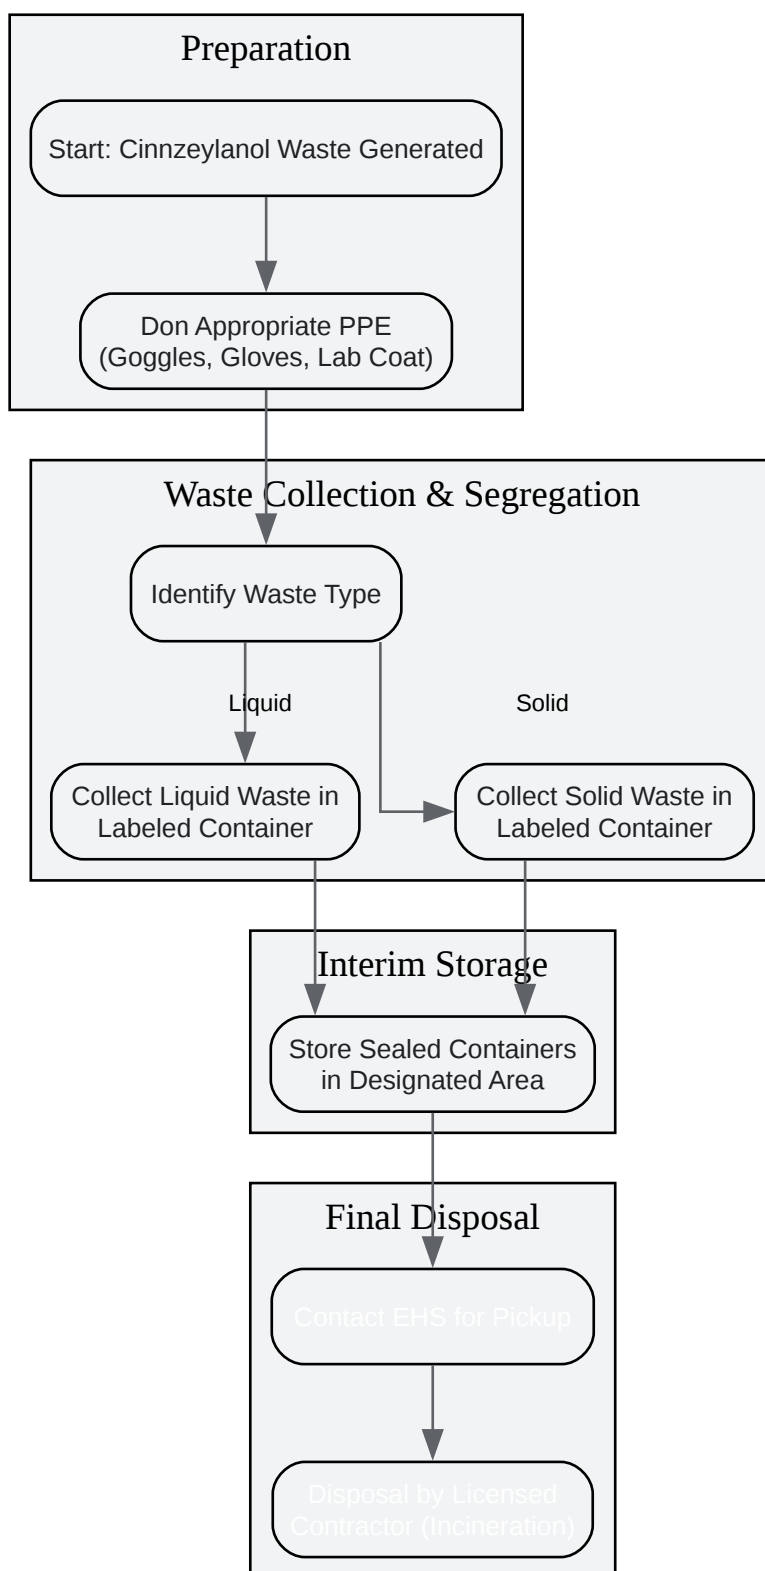 Preparation
Start: Cinnzeylanol Waste Generated
Don Appropriate PPE
(Goggles, Gloves, Lab Coat)
Waste Collection & Segregation
Identify Waste Type
Liquid
Solid
Collect Liquid Waste in
Labeled Container
Collect Solid Waste in
Labeled Container
Interim Storage
Store Sealed Containers
in Designated Area
Final Disposal
Contact EHS for Pickup
Disposal by Licensed
Contractor (Incineration)